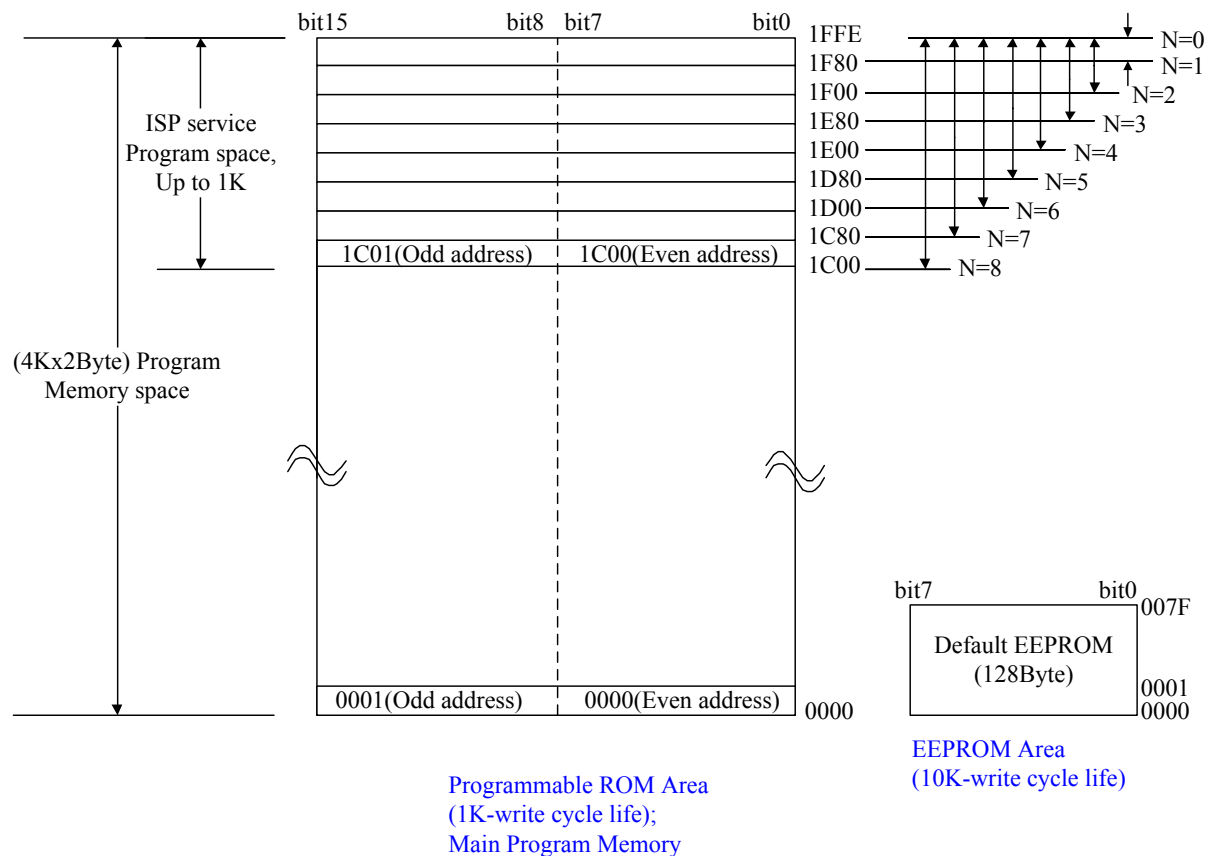 bit15 bit8 bit7 bit0
1FFE
1F80
1F00
1E80
1E00
1D80
1D00
1C80
1C00
N=0
N=1
N=2
N=3
N=4
N=5
N=6
N=7
N=8
ISP service
Program space,
Up to 1K
1C01(Odd address) 1C00(Even address)
(4Kx2Byte) Program
Memory space
0001(Odd address) 0000(Even address)
0000
bit7 bit0
007F
Default EEPROM
(128Byte)
0001
0000
EEPROM Area
(10K-write cycle life)
Programmable ROM Area
(1K-write cycle life);
Main Program Memory